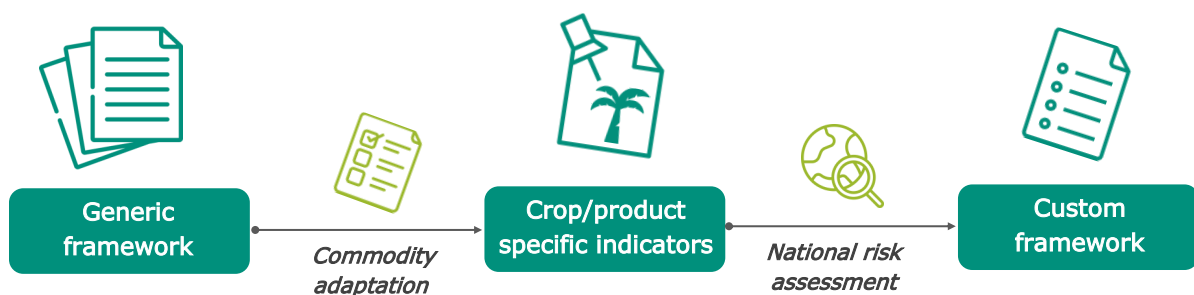 Generic
framework
Commodity
adaptation
Crop/product
specific indicators
National risk
assessment
Custom
framework